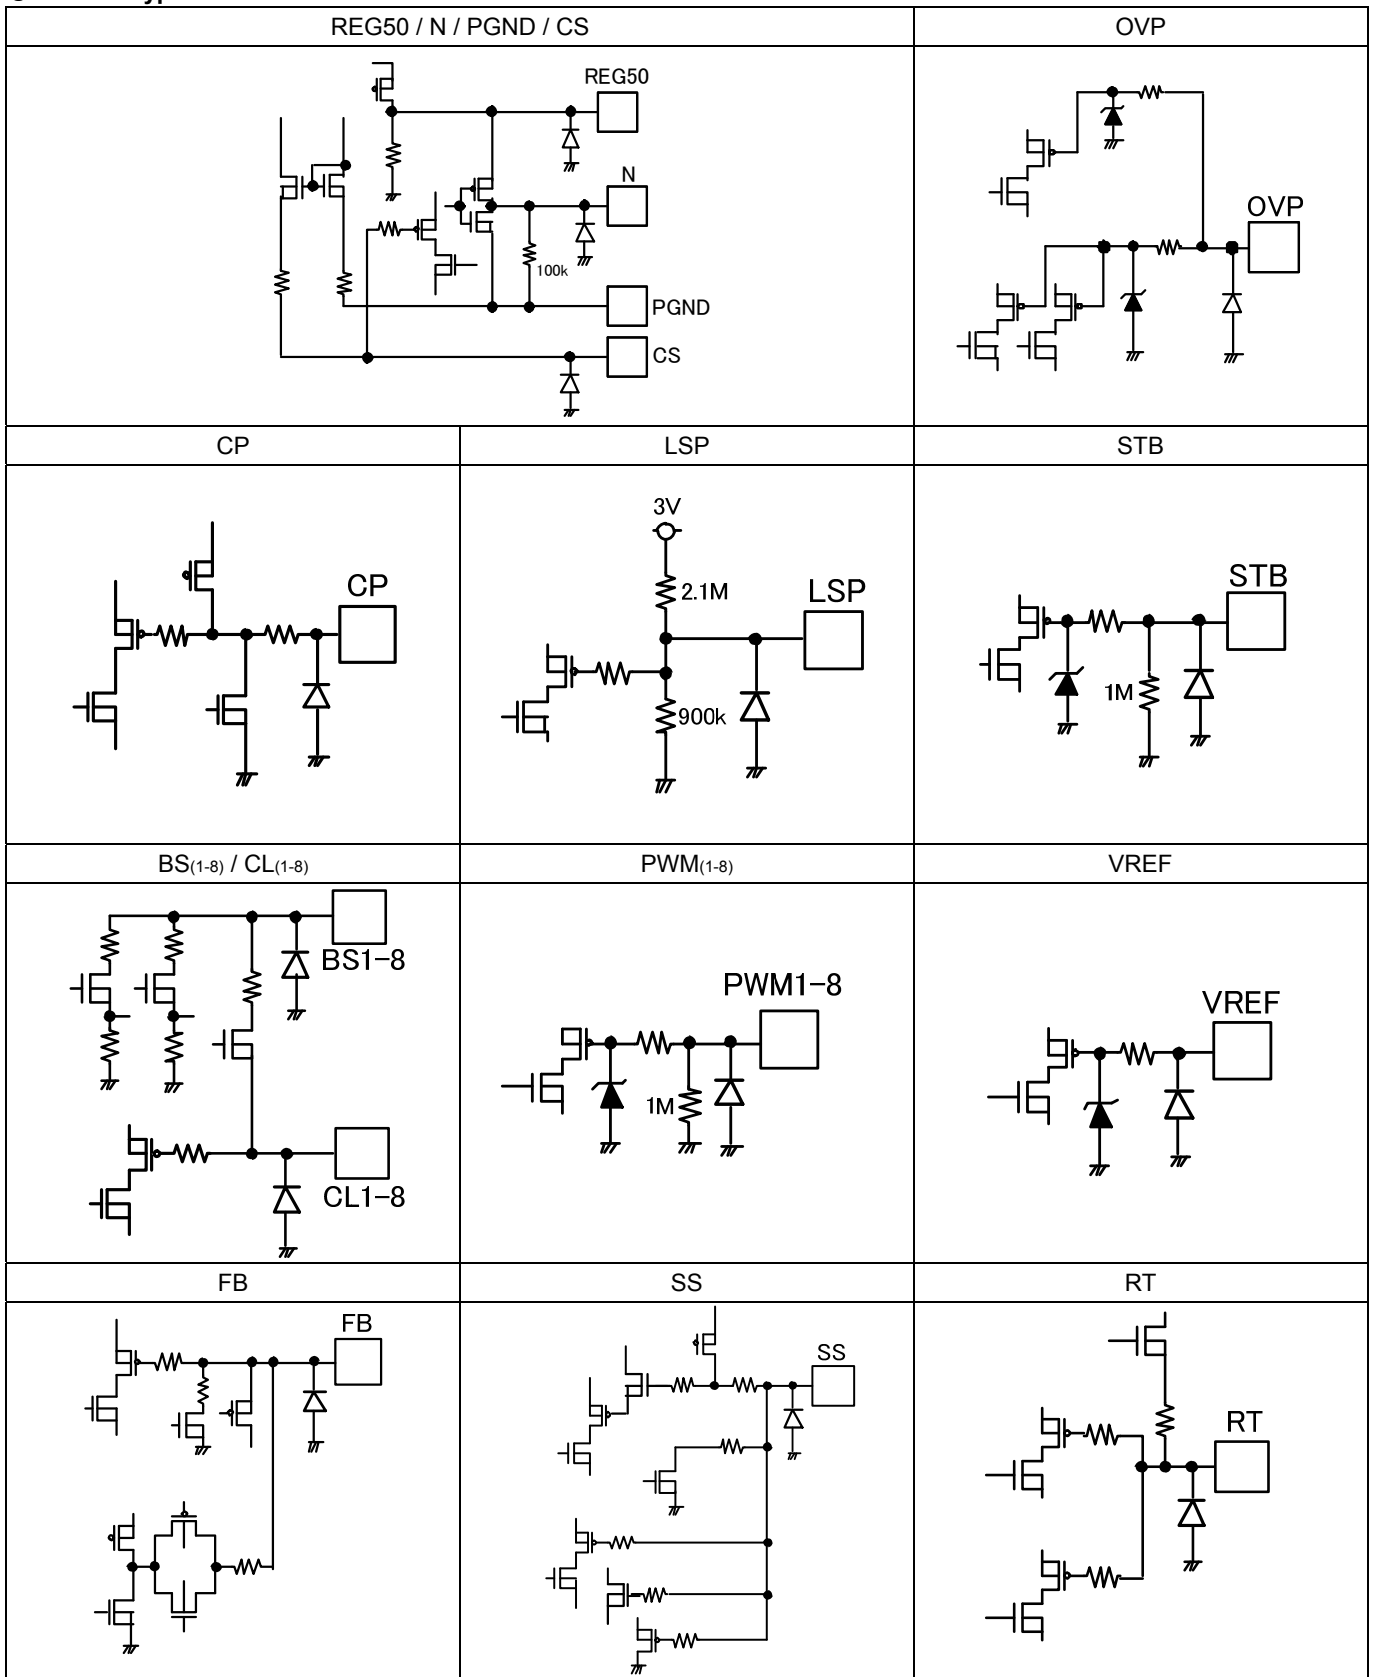 REG50 / N / PGND / CS
OVP
REG50
N
100k
PGND
CS
OVP
CP
LSP
STB
CP
3V
2.1M
LSP
900k
STB
1M
BS(1-8) / CL(1-8)
PWM(1-8)
VREF
BS1-8
CL1-8
PWM1-8
1M
VREF
FB
SS
RT
FB
SS
RT